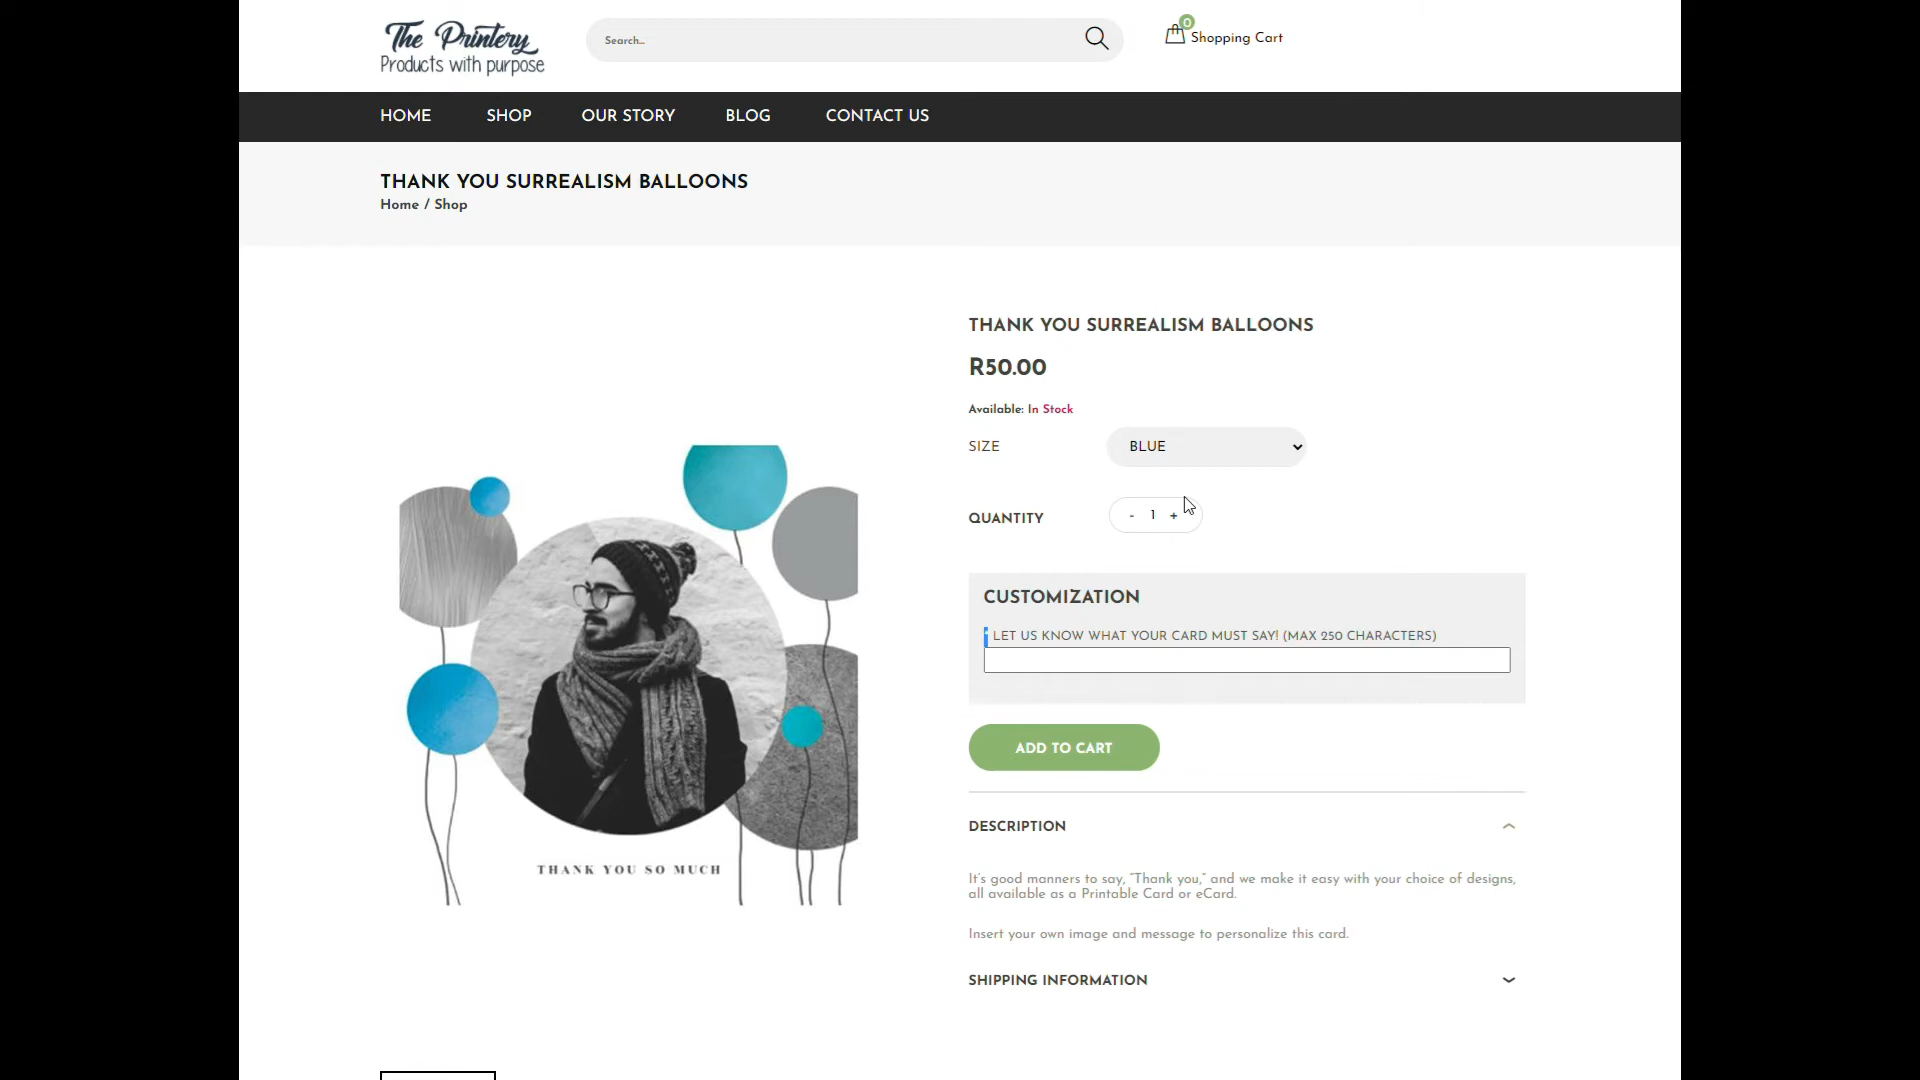 The Printery
Products with purpose
Search...
0
Shopping Cart
HOME
SHOP
OUR STORY
BLOG
CONTACT US
THANK YOU SURREALISM BALLOONS
Home / Shop
THANK YOU SURREALISM BALLOONS
R50.00
Available: In Stock
SIZE
BLUE
QUANTITY
- 1 +
CUSTOMIZATION
* LET US KNOW WHAT YOUR CARD MUST SAY! (MAX 250 CHARACTERS)
ADD TO CART
THANK YOU SO MUCH
DESCRIPTION
It's good manners to say, "Thank you," and we make it easy with your choice of designs,
all available as a Printable Card or eCard.
Insert your own image and message to personalize this card.
SHIPPING INFORMATION